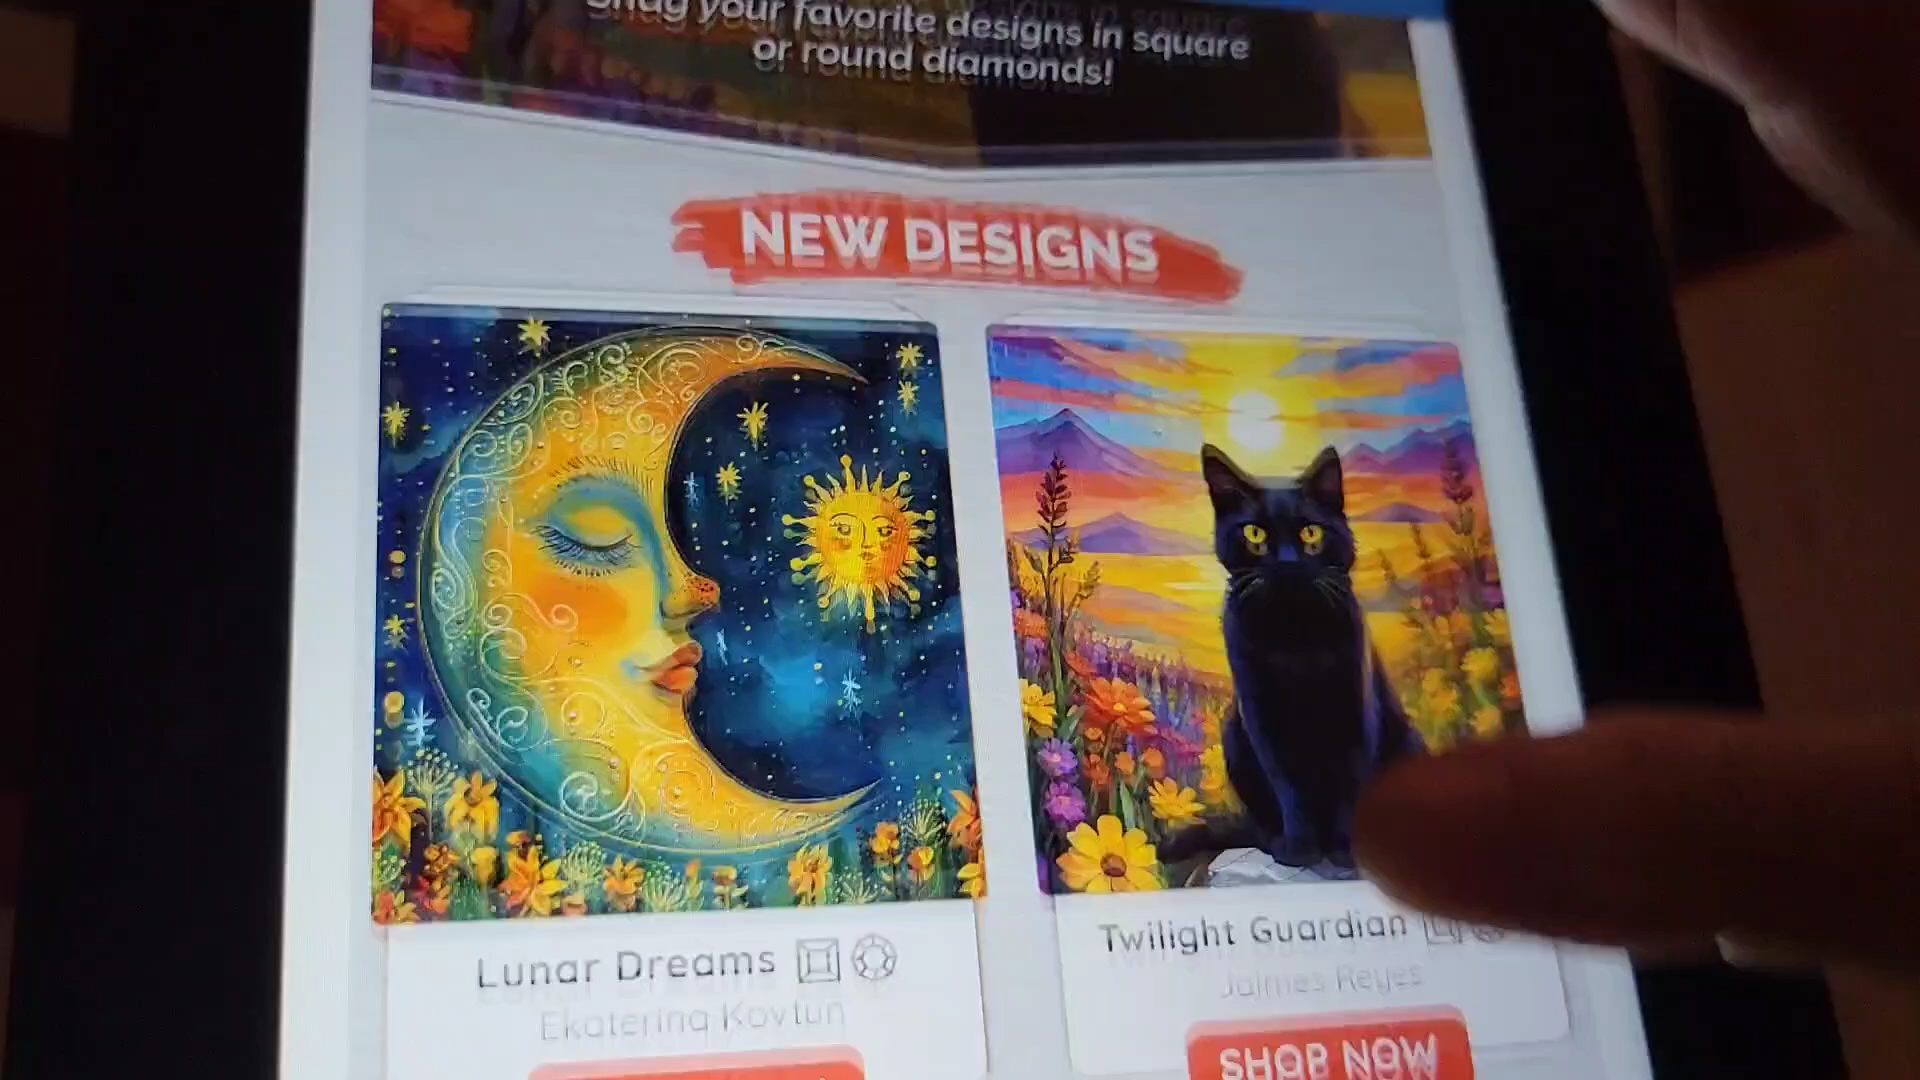 Snag your favorite designs in square
or round diamonds!
NEW DESIGNS
Lunar Dreams
Ekaterina Kovtun
Twilight Guardian
Jaimes Reyes
SHOP NOW